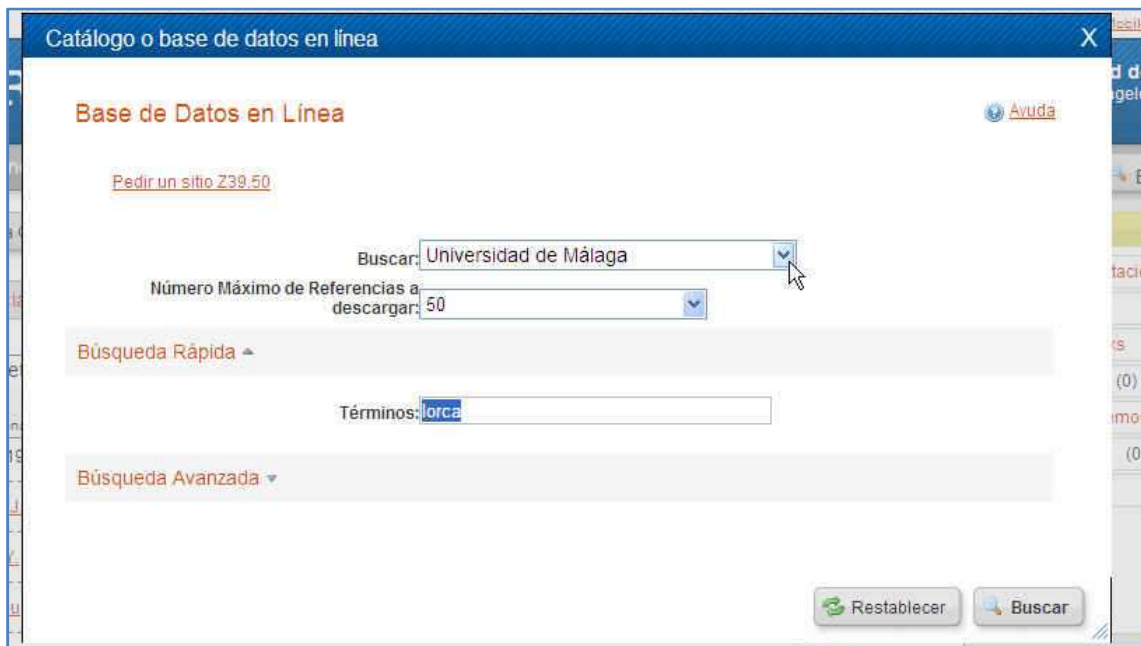 Catálogo o base de datos en línea X
Base de Datos en Línea
Ayuda
Pedir un sitio Z39.50
Buscar: Universidad de Málaga
Número Máximo de Referencias a
descargar: 50
Búsqueda Rápida
Términos: lorca
Búsqueda Avanzada
Restablecer Buscar
(0)